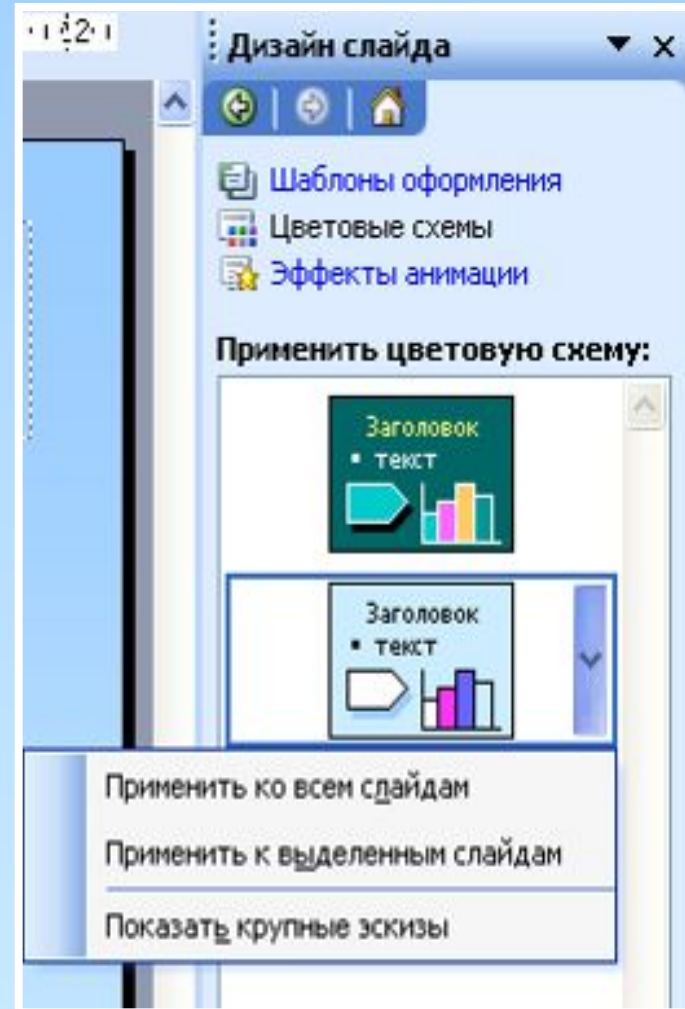 2
Дизайн слайда
Шаблоны оформления
Цветовые схемы
Эффекты анимации
Применить цветовую схему:
Заголовок
• текст
Заголовок
• текст
Применить ко всем слайдам
Применить к выделенным слайдам
Показать крупные эскизы